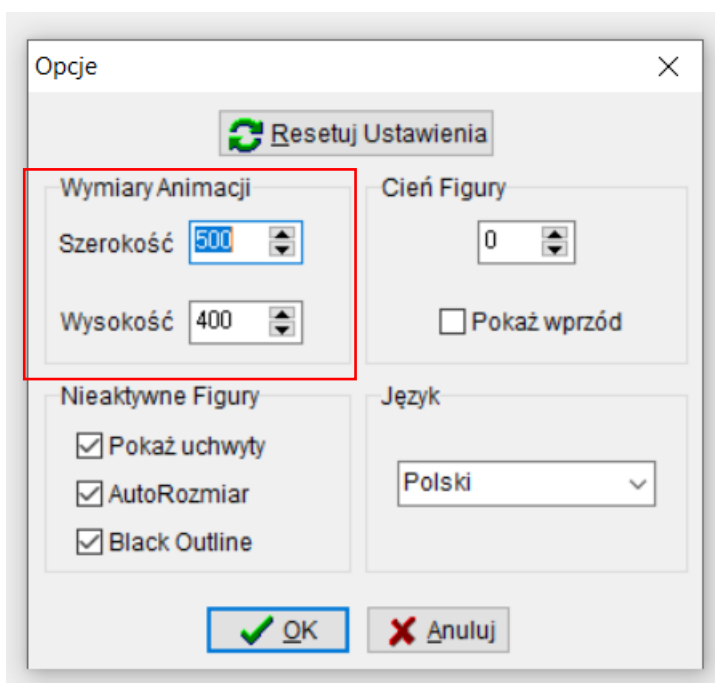 Opcje
Resetuj Ustawienia
Wymiary Animacji
Szerokość 500
Wysokość 400
Cień Figury
0
Pokaż wprzód
Nieaktywne Figury
Pokaż uchwyty
AutoRozmiar
Black Outline
Język
Polski
OK
Anuluj